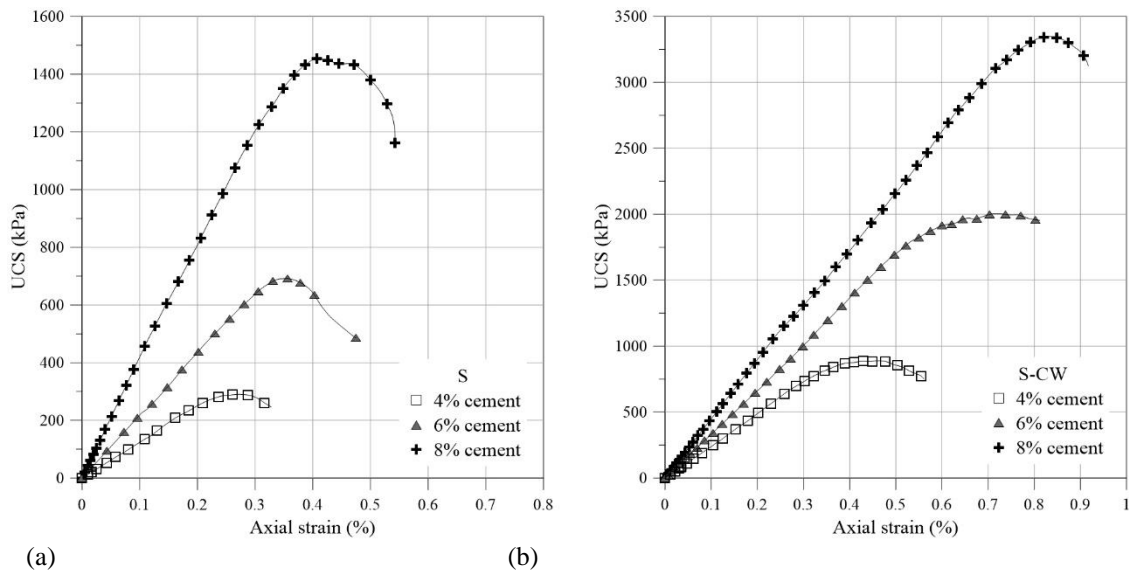 1600
1400
1200
1000
800
600
400
200
0
UCS (kPa)
0 0.1 0.2 0.3 0.4 0.5 0.6 0.7 0.8
Axial strain (%)
S
4% cement
6% cement
8% cement
(a)
3500
3000
2500
2000
1500
1000
500
0
UCS (kPa)
0 0.1 0.2 0.3 0.4 0.5 0.6 0.7 0.8 0.9 1
Axial strain (%)
S-CW
4% cement
6% cement
8% cement
(b)